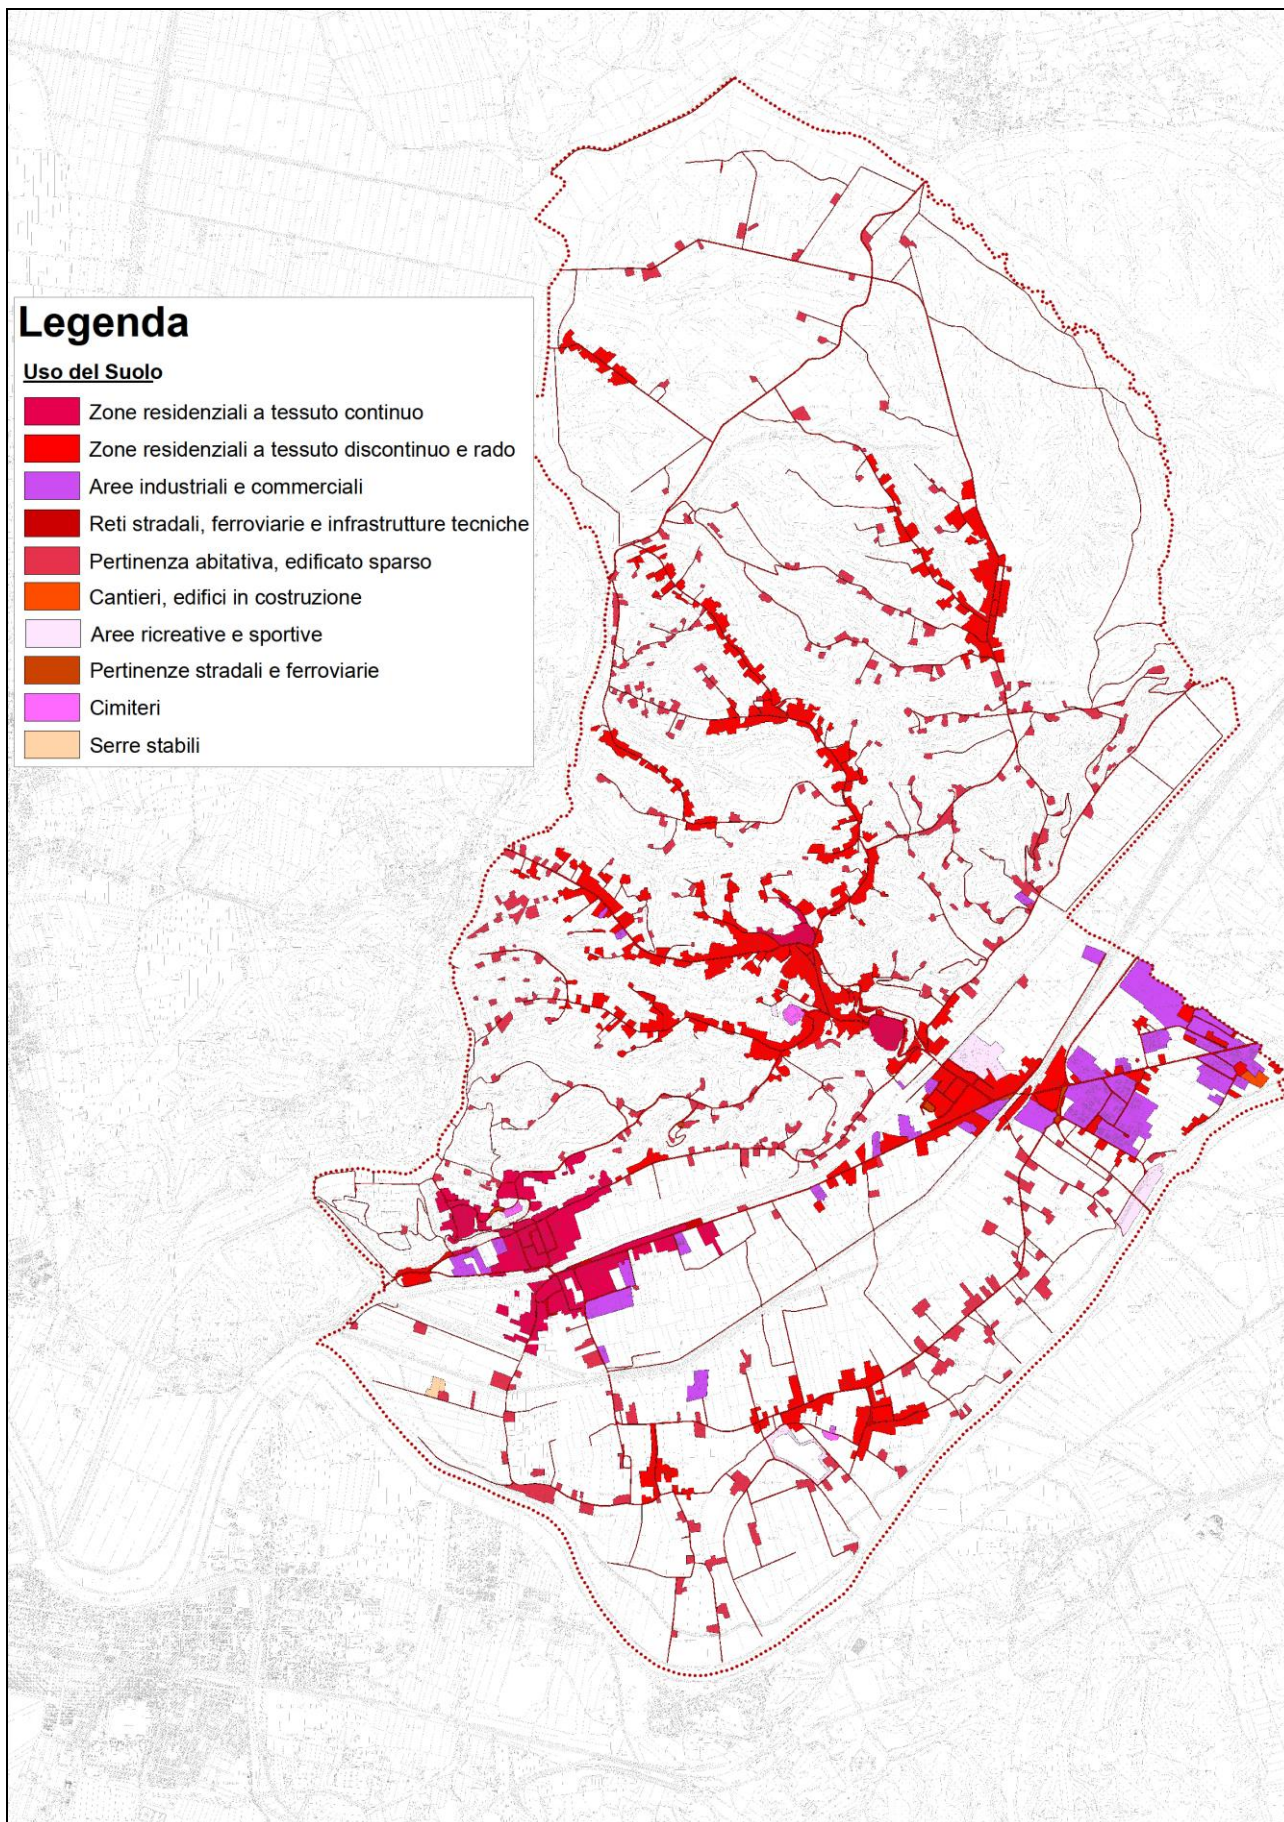 Legenda
Uso del Suolo
Zone residenziali a tessuto continuo
Zone residenziali a tessuto discontinuo e rado
Aree industriali e commerciali
Reti stradali, ferroviarie e infrastrutture tecniche
Pertinenza abitativa, edificato sparso
Cantieri, edifici in costruzione
Aree ricreative e sportive
Pertinenze stradali e ferroviarie
Cimiteri
Serre stabili